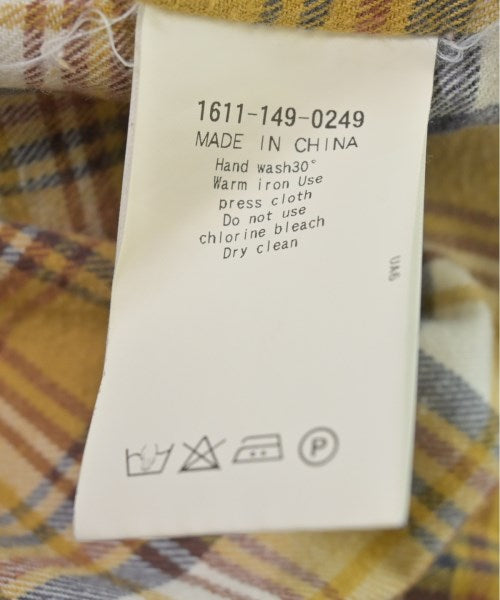 1611-149-0249
MADE IN CHINA
Hand wash30°
Warm iron Use
press cloth
Do not use
chlorine bleach
Dry clean
P